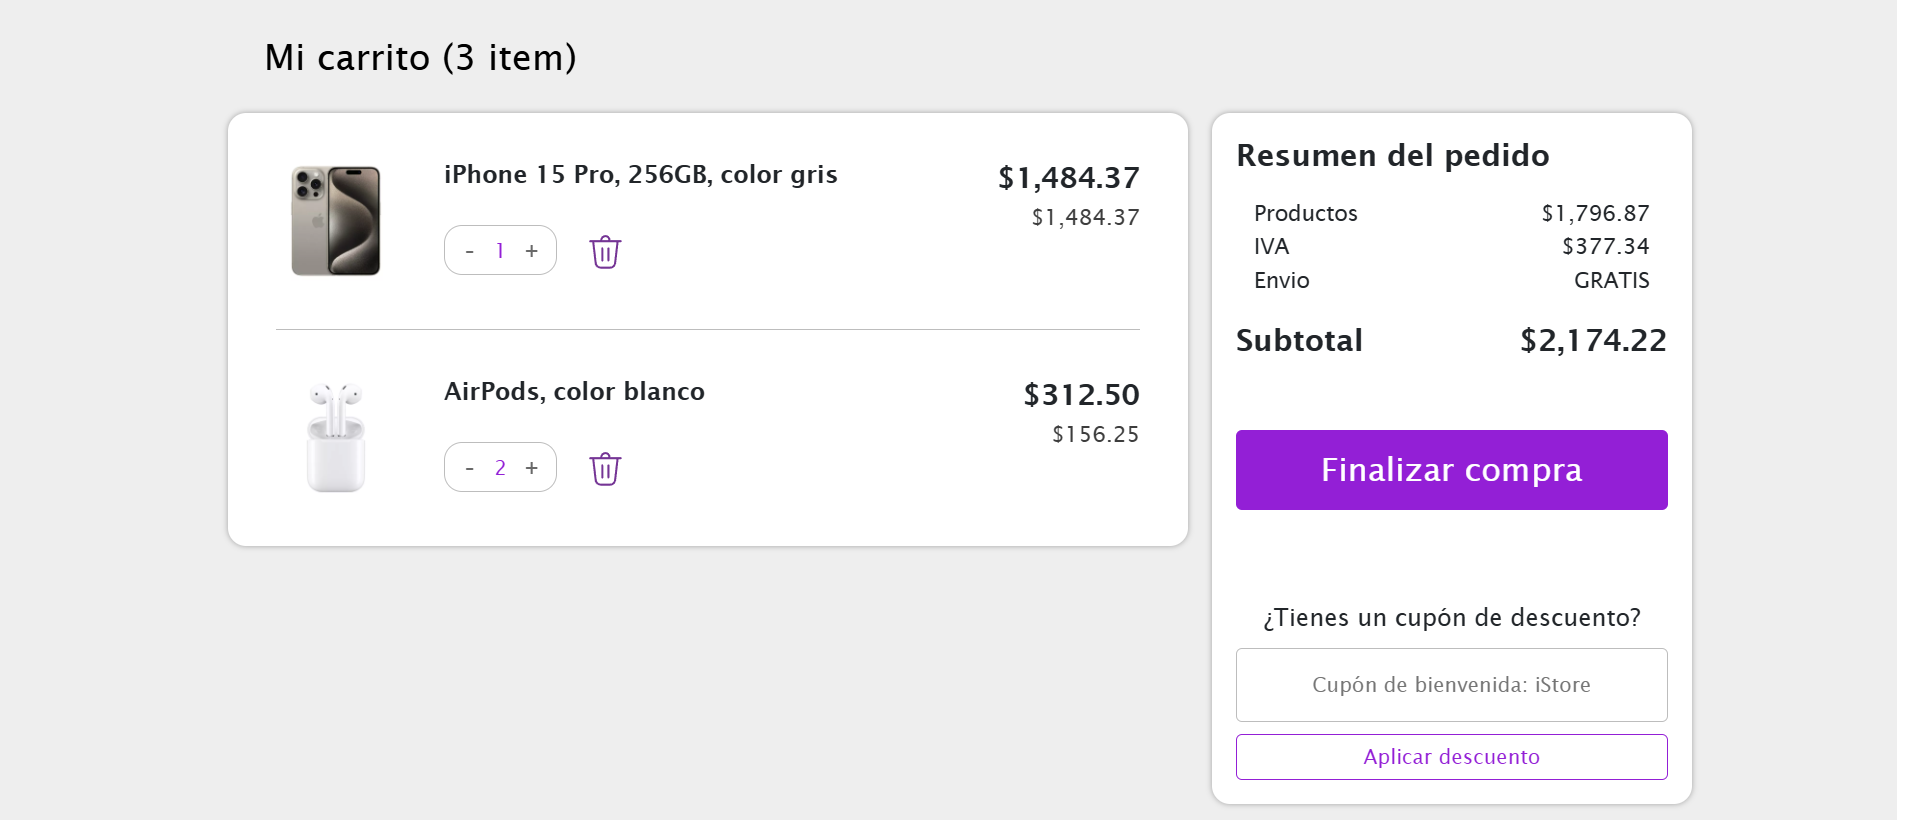 Mi carrito (3 item)
iPhone 15 Pro, 256GB, color gris
$1,484.37
$1,484.37
- 1 +
AirPods, color blanco
$312.50
$156.25
- 2 +
Resumen del pedido
Productos $1,796.87
IVA $377.34
Envio GRATIS
Subtotal $2,174.22
Finalizar compra
¿Tienes un cupón de descuento?
Cupón de bienvenida: iStore
Aplicar descuento